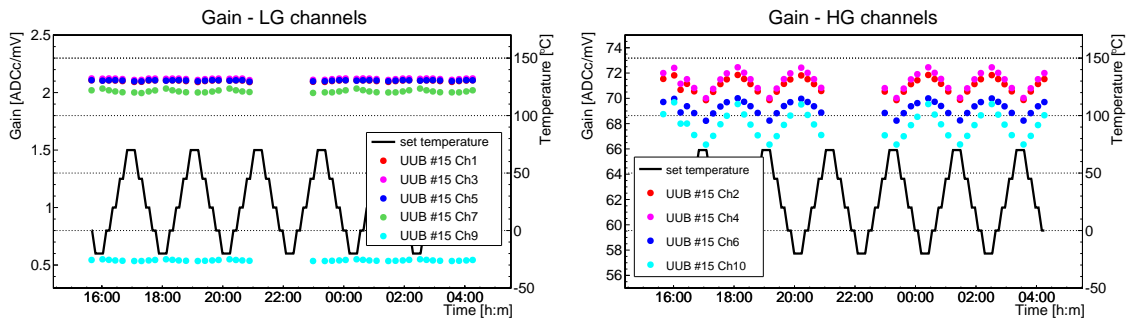 Gain - LG channels
Gain [ADCc/mV]
2.5
2
1.5
1
0.5
150
100
50
0
-50
Temperature [°C]
set temperature
UUB #15 Ch1
UUB #15 Ch3
UUB #15 Ch5
UUB #15 Ch7
UUB #15 Ch9
16:00 18:00 20:00 22:00 00:00 02:00 04:00
Time [h:m]
Gain - HG channels
Gain [ADCc/mV]
74
72
70
68
66
64
62
60
58
56
150
100
50
0
-50
Temperature [°C]
set temperature
UUB #15 Ch2
UUB #15 Ch4
UUB #15 Ch6
UUB #15 Ch10
16:00 18:00 20:00 22:00 00:00 02:00 04:00
Time [h:m]